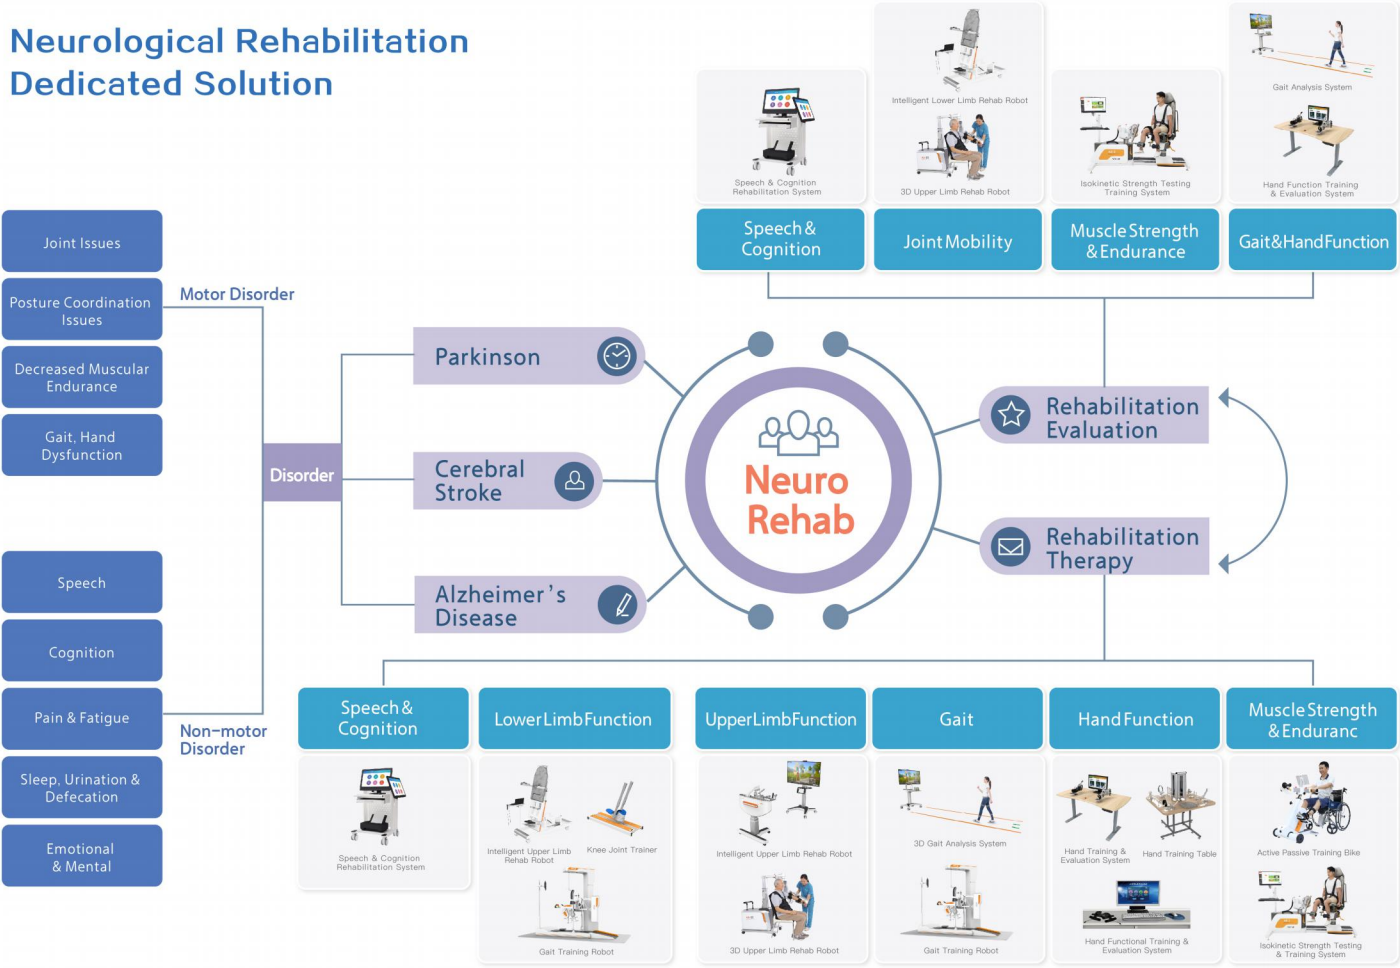 Neurological Rehabilitation
Dedicated Solution
Intelligent Lower Limb Rehab Robot
Gait Analysis System
Speech & Cognition
Rehabilitation System
3D Upper Limb Rehab Robot
Isokinetic Strength Testing
Training System
Hand Function Training
& Evaluation System
Speech &
Cognition
Joint Mobility
Muscle Strength
& Endurance
Gait & Hand Function
Joint Issues
Posture Coordination
Issues
Decreased Muscular
Endurance
Gait, Hand
Dysfunction
Motor Disorder
Disorder
Parkinson
Cerebral
Stroke
Alzheimer's
Disease
Neuro
Rehab
Rehabilitation
Evaluation
Rehabilitation
Therapy
Speech
Cognition
Pain & Fatigue
Sleep, Urination &
Defecation
Emotional
& Mental
Non-motor
Disorder
Speech &
Cognition
Lower Limb Function
Upper Limb Function
Gait
Hand Function
Muscle Strength
& Enduranc
Speech & Cognition
Rehabilitation System
Intelligent Upper Limb
Rehab Robot
Knee Joint Trainer
Gait Training Robot
Intelligent Upper Limb Rehab Robot
3D Upper Limb Rehab Robot
3D Gait Analysis System
Gait Training Robot
Hand Training &
Evaluation System
Hand Training Table
Hand Functional Training &
Evaluation System
Active Passive Training Bike
Isokinetic Strength Testing
& Training System